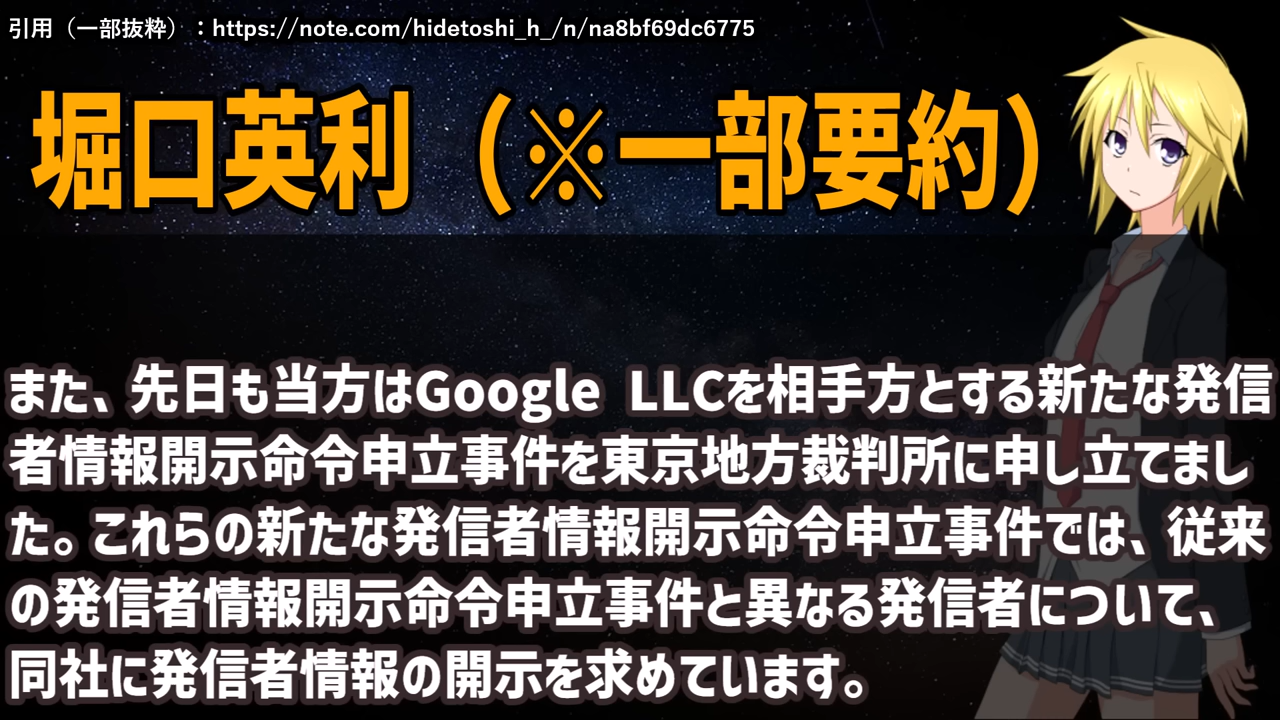 引用（一部抜粋）：https://note.com/hidetoshi_h_/n/na8bf69dc6775
堀口英利（※一部要約）
また、先日も当方はGoogle LLCを相手方とする新たな発信
者情報開示命令申立事件を東京地方裁判所に申し立てまし
た。これらの新たな発信者情報開示命令申立事件では、従来
の発信者情報開示命令申立事件と異なる発信者について、
同社に発信者情報の開示を求めています。